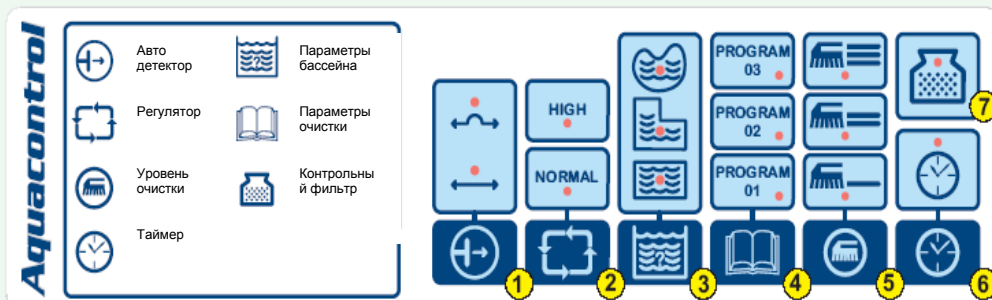 Aquacontrol
Авто
детектор
Параметры
бассейна
Регулятор
Параметры
очистки
Уровень
очистки
Контрольны
й фильтр
Таймер
HIGH
NORMAL
PROGRAM
03
PROGRAM
02
PROGRAM
01
?
1
2
3
4
5
6
7